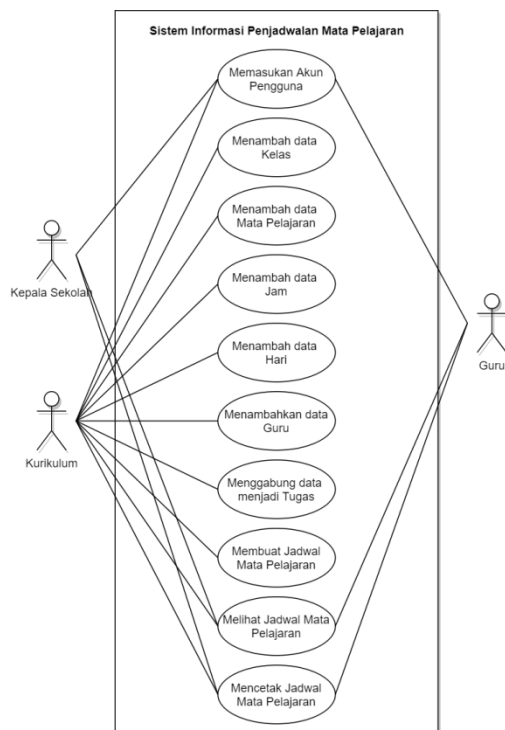 Sistem Informasi Penjadwalan Mata Pelajaran
Memasukan Akun
Pengguna
Menambah data
Kelas
Menambah data
Mata Pelajaran
Menambah data
Jam
Menambah data
Hari
Menambahkan data
Guru
Menggabung data
menjadi Tugas
Membuat Jadwal
Mata Pelajaran
Melihat Jadwal Mata
Pelajaran
Mencetak Jadwal
Mata Pelajaran
Kepala Sekolah
Kurikulum
Guru